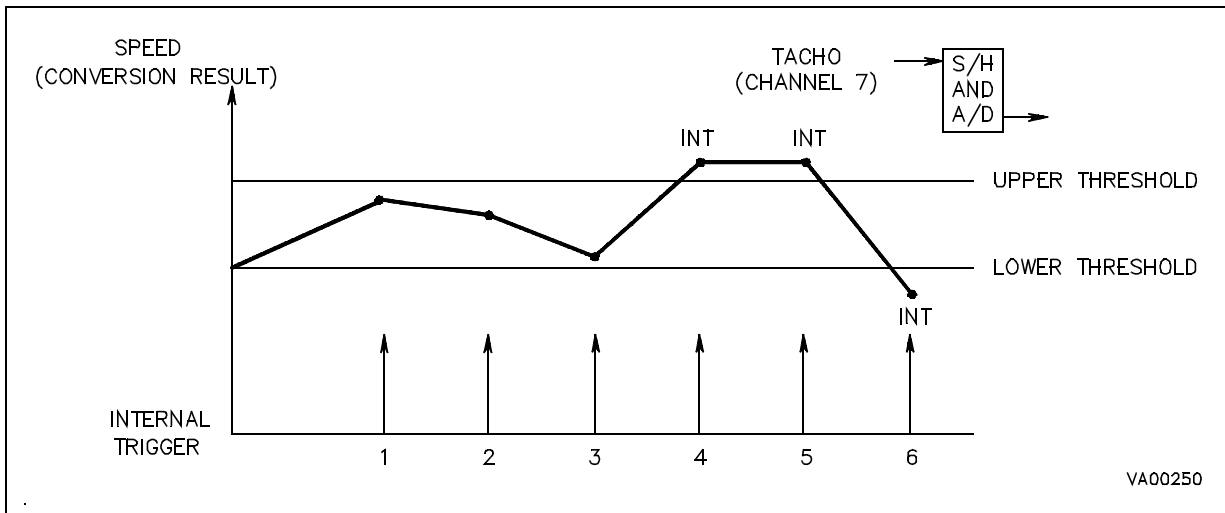 SPEED
(CONVERSION RESULT)
TACHO
(CHANNEL 7)
S/H
AND
A/D
INT
INT
UPPER THRESHOLD
LOWER THRESHOLD
INT
INTERNAL
TRIGGER
1
2
3
4
5
6
VA00250